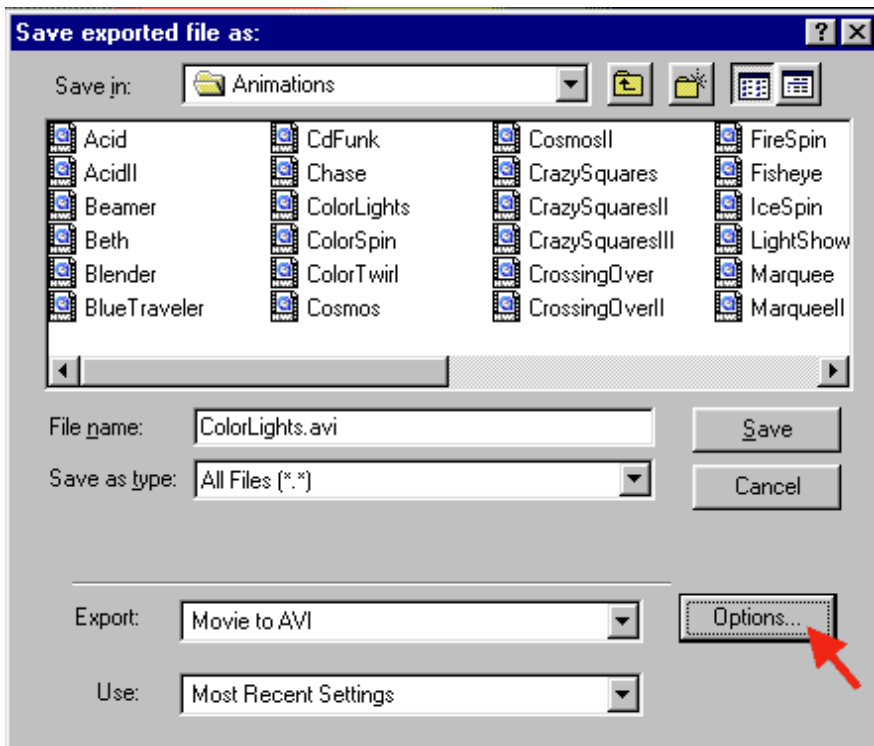 Save exported file as:
Save in: Animations
Acid CdFunk CosmosII FireSpin
AcidII Chase CrazySquares Fisheye
Beamer ColorLights CrazySquaresII IceSpin
Beth ColorSpin CrazySquaresIII LightShow
Blender ColorTwirl CrossingOver Marquee
BlueTraveler Cosmos CrossingOverII MarqueeII
File name: ColorLights.avi Save
Save as type: All Files (*.*) Cancel
Export: Movie to AVI Options...
Use: Most Recent Settings